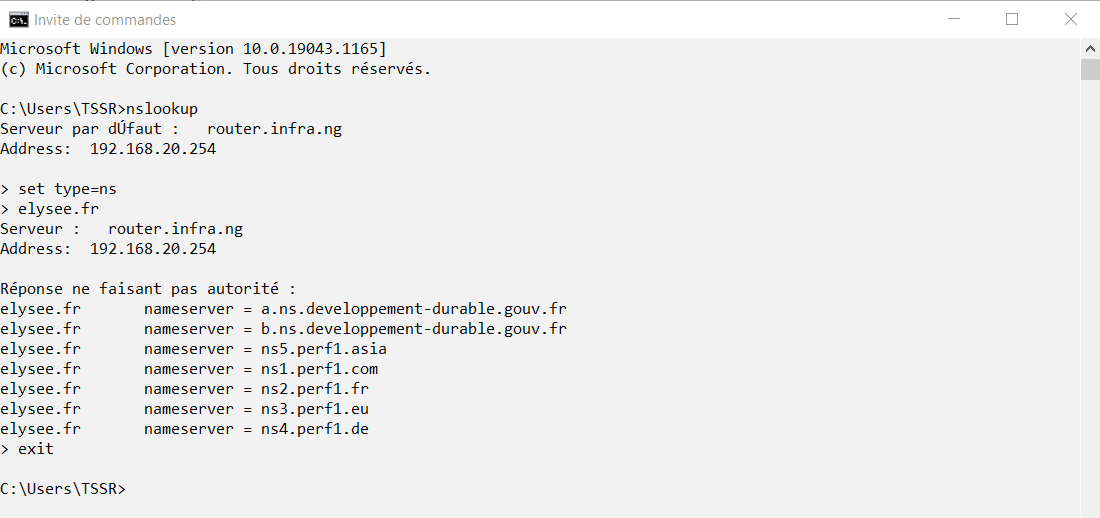 Invite de commandes
Microsoft Windows [version 10.0.19043.1165]
(c) Microsoft Corporation. Tous droits réservés.
C:\Users\TSSR>nslookup
Serveur par dÚfaut :   router.infra.ng
Address:  192.168.20.254
> set type=ns
> elysee.fr
Serveur :   router.infra.ng
Address:  192.168.20.254
Réponse ne faisant pas autorité :
elysee.fr       nameserver = a.ns.developpement-durable.gouv.fr
elysee.fr       nameserver = b.ns.developpement-durable.gouv.fr
elysee.fr       nameserver = ns5.perf1.asia
elysee.fr       nameserver = ns1.perf1.com
elysee.fr       nameserver = ns2.perf1.fr
elysee.fr       nameserver = ns3.perf1.eu
elysee.fr       nameserver = ns4.perf1.de
> exit
C:\Users\TSSR>